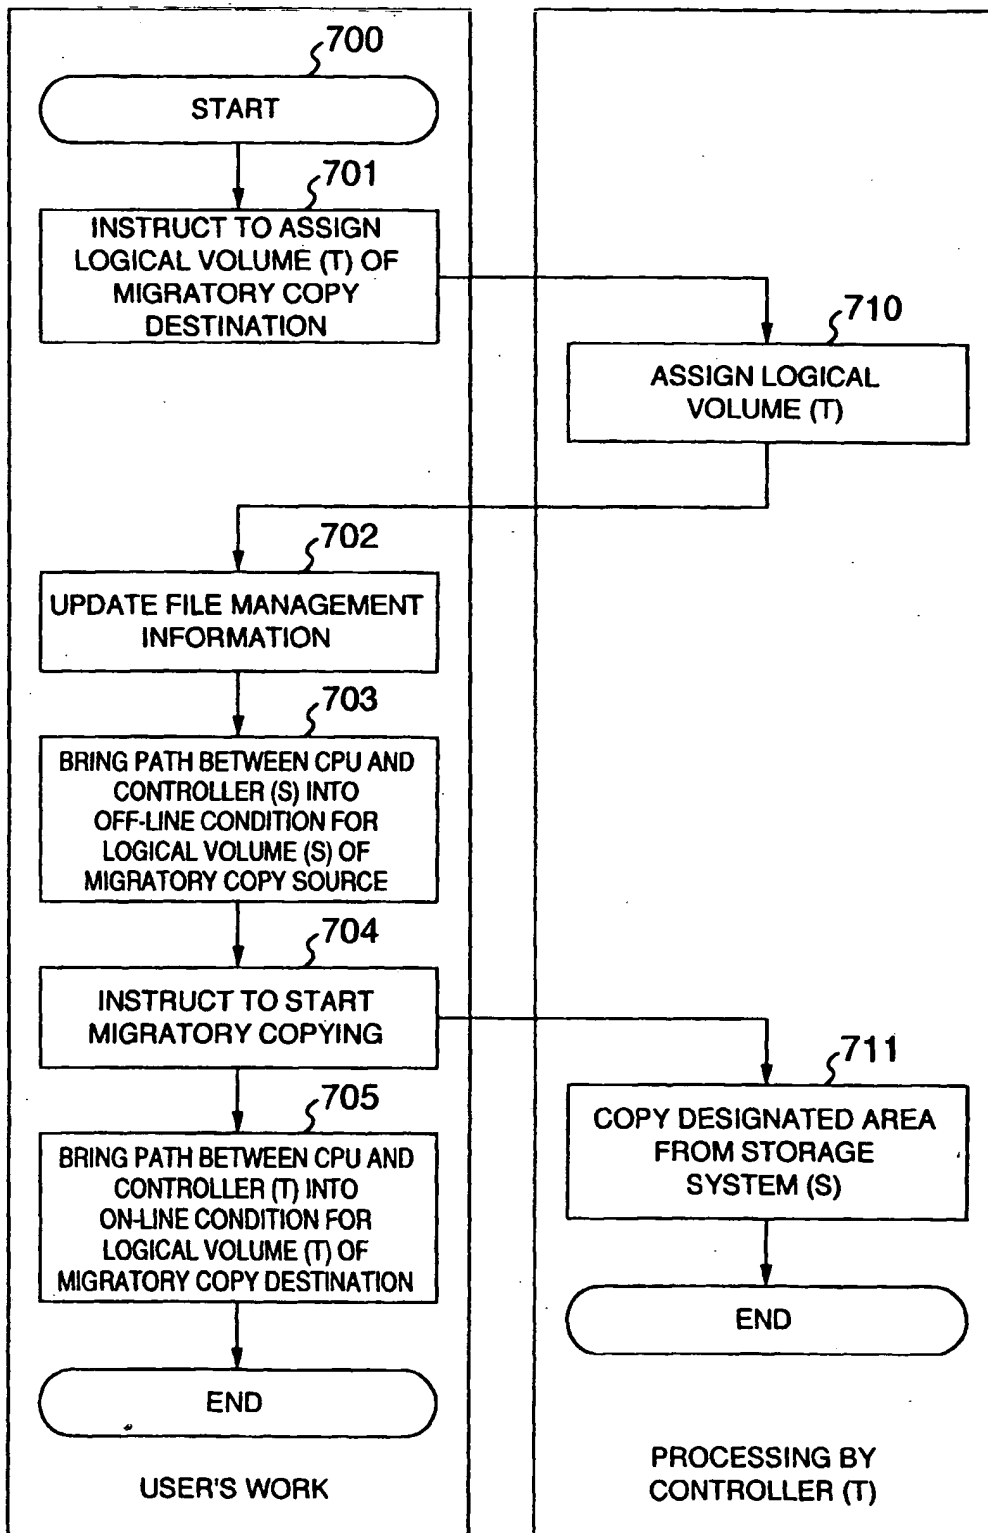 700
START
701
INSTRUCT TO ASSIGN
LOGICAL VOLUME (T) OF
MIGRATORY COPY
DESTINATION
710
ASSIGN LOGICAL
VOLUME (T)
702
UPDATE FILE MANAGEMENT
INFORMATION
703
BRING PATH BETWEEN CPU AND
CONTROLLER (S) INTO
OFF-LINE CONDITION FOR
LOGICAL VOLUME (S) OF
MIGRATORY COPY SOURCE
704
INSTRUCT TO START
MIGRATORY COPYING
711
COPY DESIGNATED AREA
FROM STORAGE
SYSTEM (S)
705
BRING PATH BETWEEN CPU AND
CONTROLLER (T) INTO
ON-LINE CONDITION FOR
LOGICAL VOLUME (T) OF
MIGRATORY COPY DESTINATION
END
END
USER'S WORK
PROCESSING BY
CONTROLLER (T)